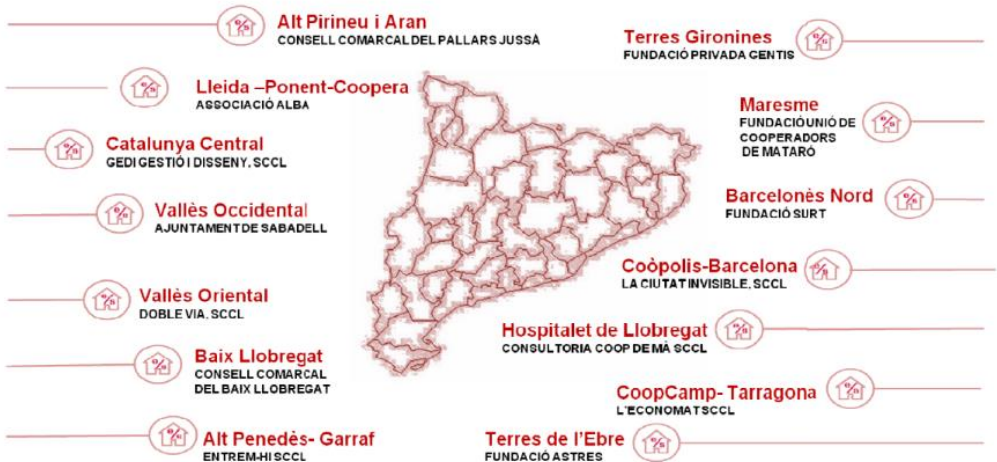 Alt Pirineu i Aran
CONSELL COMARCAL DEL PALLARS JUSSÀ
Lleida –Ponent-Coopera
ASSOCIACIÓ ALBA
Catalunya Central
GEDI GESTIÓ I DISSENY, SCCL
Vallès Occidental
AJUNTAMENT DE SABADELL
Vallès Oriental
DOBLE VIA, SCCL
Baix Llobregat
CONSELL COMARCAL
DEL BAIX LLOBREGAT
Alt Penedès- Garraf
ENTREM-HI SCCL
Terres Gironines
FUNDACIÓ PRIVADA GENTIS
Maresme
FUNDACIÓ UNIÓ DE
COOPERADORS
DE MATARÓ
Barcelonès Nord
FUNDACIÓ SURT
Coòpolis-Barcelona
LA CIUTAT INVISIBLE, SCCL
Hospitalet de Llobregat
CONSULTORIA COOP DE MÀ SCCL
CoopCamp- Tarragona
L'ECONOMAT SCCL
Terres de l'Ebre
FUNDACIÓ ASTRES